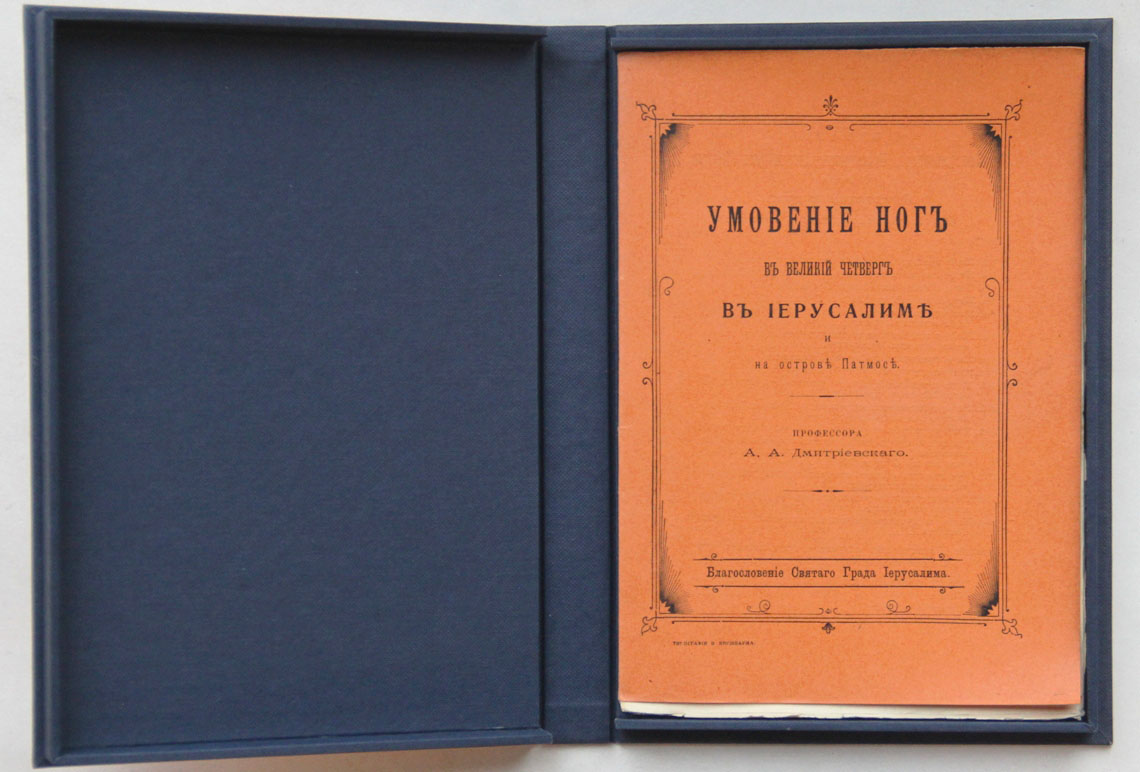 УМОВЕНІЕ НОГЪ
ВЪ ВЕЛИКІЙ ЧЕТВЕРГЪ
ВЪ ІЕРУСАЛИМѢ
И
на островѣ Патмосѣ.
ПРОФЕССОРА
А. А. Дмитріевскаго.
Благословеніе Святаго Града Іерусалима.